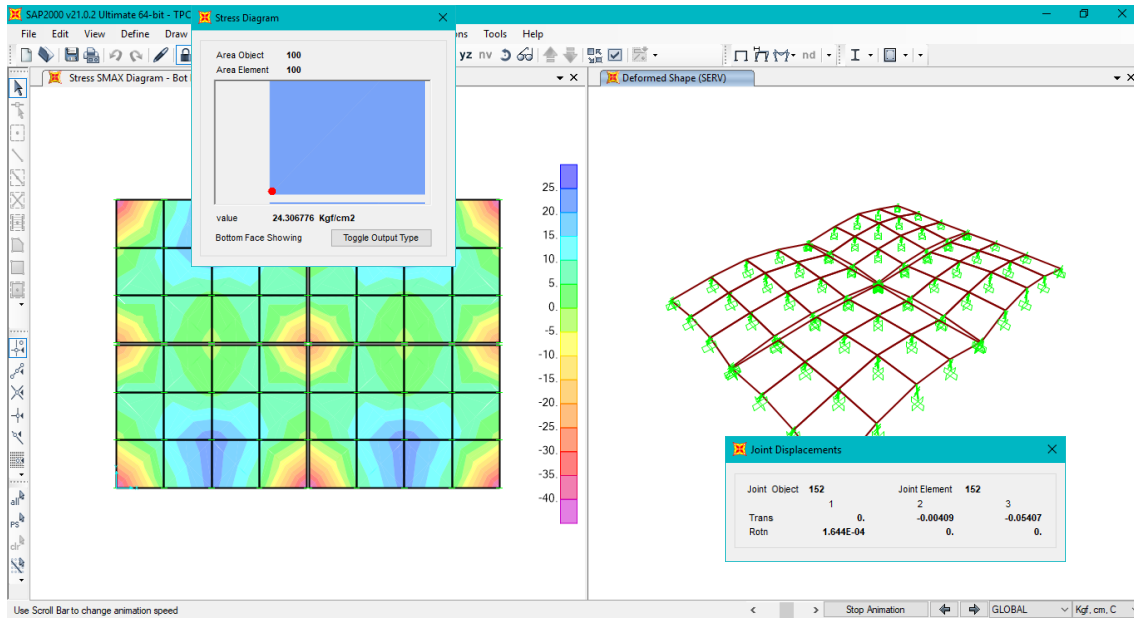 SAP2000 v21.0.2 Ultimate 64-bit - TPC
File Edit View Define Draw
ns Tools Help
yz nv
nd
Stress Diagram
Area Object 100
Area Element 100
value 24.306776 Kgf/cm2
Bottom Face Showing Toggle Output Type
Stress SMAX Diagram - Bot
25.
20.
15.
10.
5.
0.
-5.
-10.
-15.
-20.
-25.
-30.
-35.
-40.
all
PS
clr
Deformed Shape (SERV)
Joint Displacements
Joint Object 152 Joint Element 152
1 2 3
Trans 0. -0.00409 -0.05407
Rotn 1.644E-04 0. 0.
Use Scroll Bar to change animation speed
Stop Animation GLOBAL Kgf, cm, C